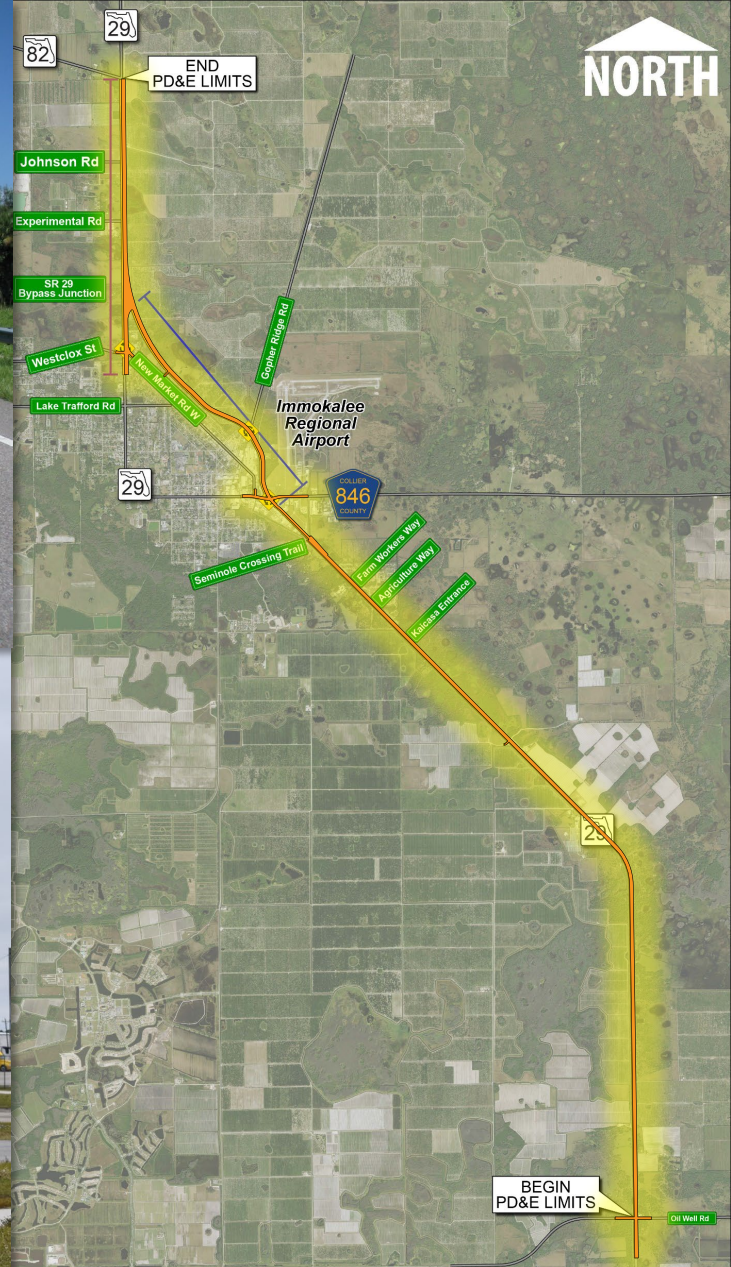 29
82
END
PD&E LIMITS
NORTH
Johnson Rd
Experimental Rd
SR 29
Bypass Junction
Westclox St
New Market Rd W
Gopher Ridge Rd
Lake Trafford Rd
Immokalee
Regional
Airport
29
COLLIER
846
COUNTY
Seminole Crossing Trail
Farm Workers Way
Agriculture Way
Kaicasa Entrance
29
BEGIN
PD&E LIMITS
Oil Well Rd